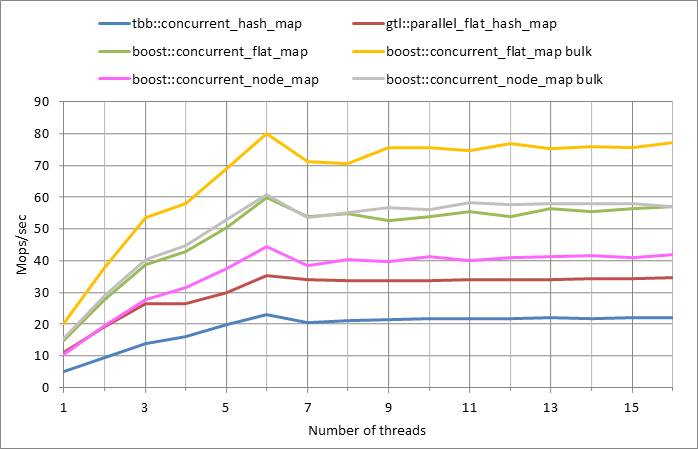 tbb::concurrent_hash_map gtl::parallel_flat_hash_map
boost::concurrent_flat_map boost::concurrent_flat_map bulk
boost::concurrent_node_map boost::concurrent_node_map bulk
90
80
70
60
50
40
30
20
10
0
Mops/sec
1 3 5 7 9 11 13 15
Number of threads